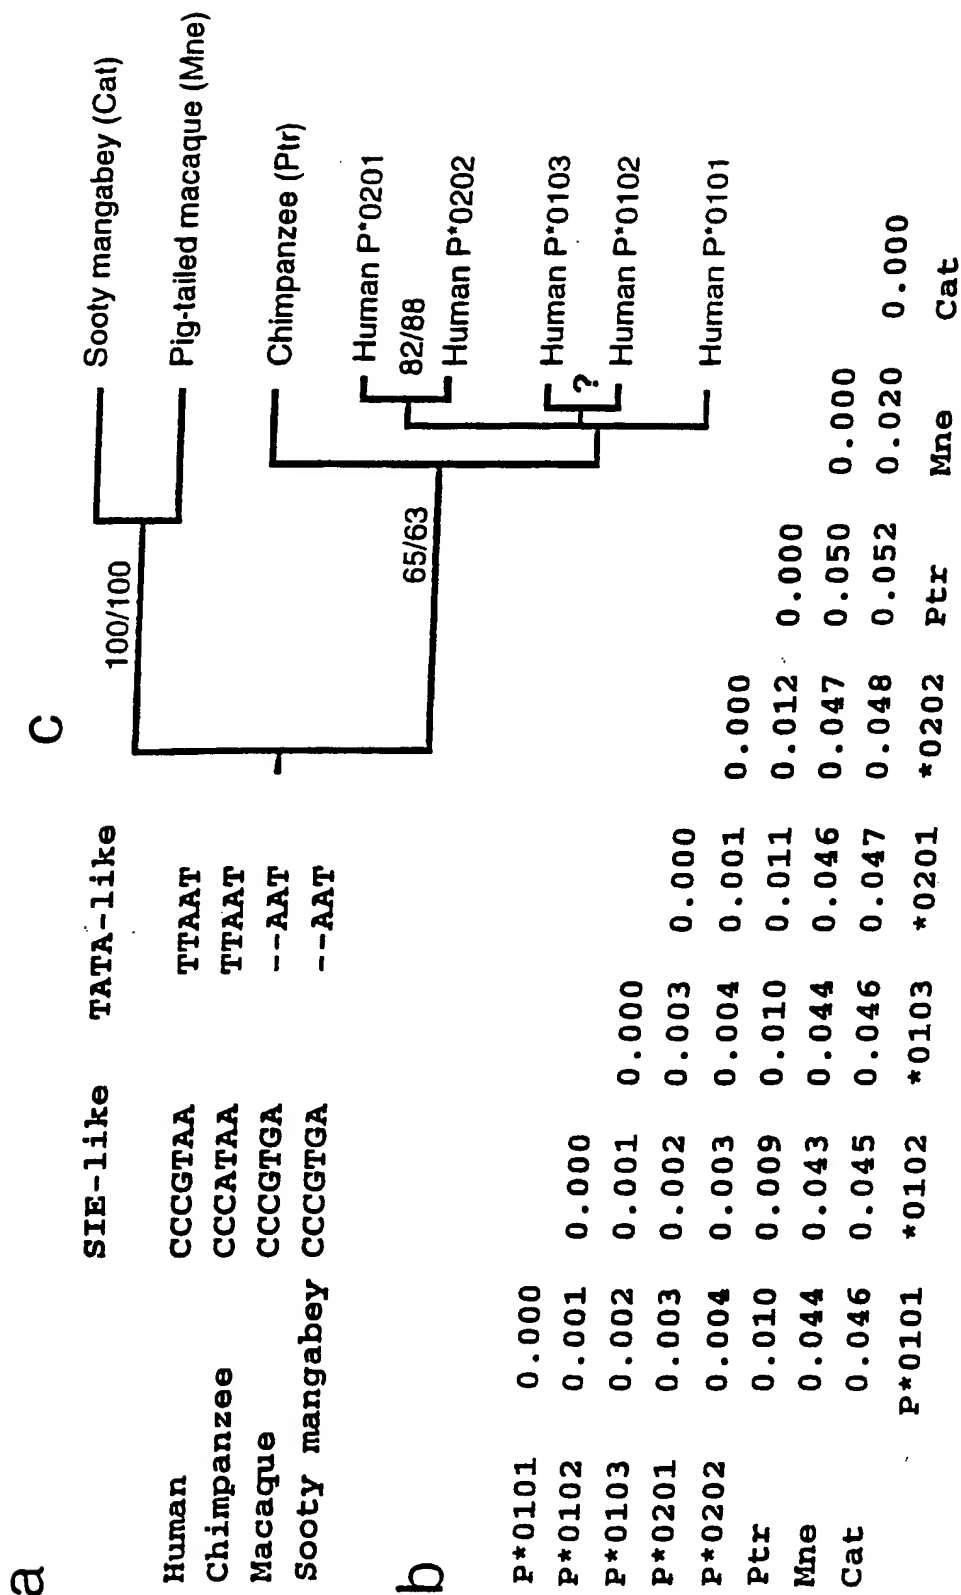 a
SIE-like TATA-like
Human CCCGTAA TTAAT
Chimpanzee CCCATAA TTAAT
Macaque CCCGTGA --AAT
Sooty mangabey CCCGTGA --AAT
b
P*0101 0.000
P*0102 0.001 0.000
P*0103 0.002 0.001 0.000
P*0201 0.003 0.002 0.003 0.000
P*0202 0.004 0.003 0.004 0.001 0.000
Ptr 0.010 0.009 0.010 0.011 0.012 0.000
Mne 0.044 0.043 0.044 0.046 0.047 0.050 0.000
Cat 0.046 0.045 0.046 0.047 0.048 0.052 0.020 0.000
P*0101 *0102 *0103 *0201 *0202 Ptr Mne Cat
c
100/100
65/63
Sooty mangabey (Cat)
Pig-tailed macaque (Mne)
Chimpanzee (Ptr)
Human P*0201
82/88
Human P*0202
Human P*0103
?
Human P*0102
Human P*0101